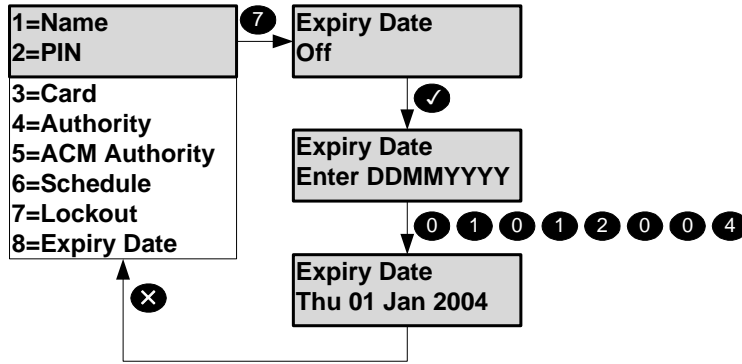 1=Name
2=PIN
3=Card
4=Authority
5=ACM Authority
6=Schedule
7=Lockout
8=Expiry Date
7
Expiry Date
Off
✓
Expiry Date
Enter DDMMYYYY
0 1 0 1 2 0 0 4
Expiry Date
Thu 01 Jan 2004
✕